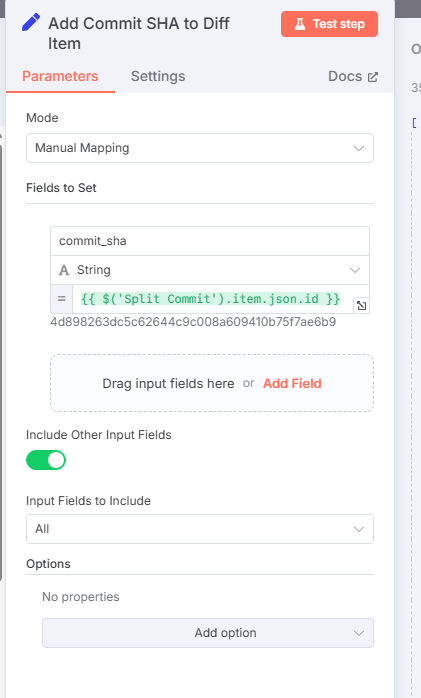 Add Commit SHA to Diff
Item
Test step
Parameters
Settings
Docs
Mode
Manual Mapping
Fields to Set
commit_sha
A String
= {{ $('Split Commit').item.json.id }}
4d898263dc5c62644c9c008a609410b75f7ae6b9
Drag input fields here or Add Field
Include Other Input Fields
Input Fields to Include
All
Options
No properties
Add option
[